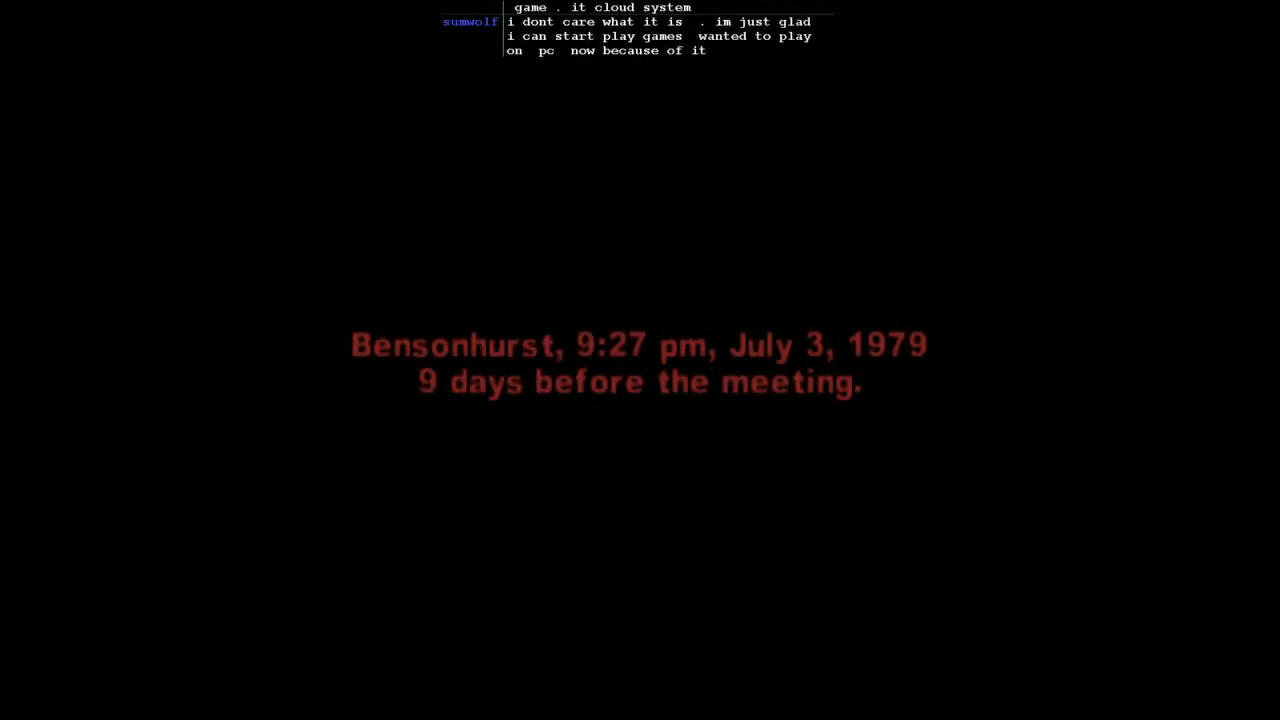 game . it cloud system
sumwolf i dont care what it is . im just glad
i can start play games wanted to play
on pc now because of it
Bensonhurst, 9:27 pm, July 3, 1979
9 days before the meeting.